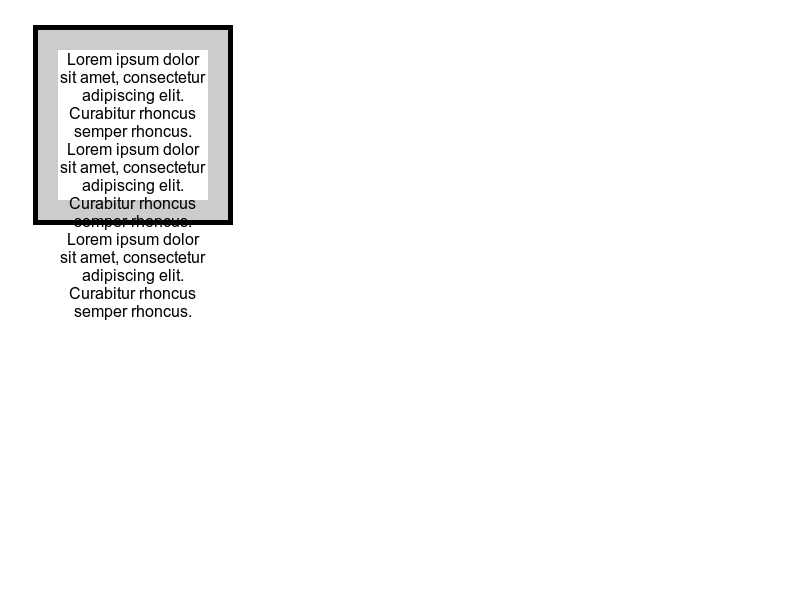 Lorem ipsum dolor
sit amet, consectetur
adipiscing elit.
Curabitur rhoncus
semper rhoncus.
Lorem ipsum dolor
sit amet, consectetur
adipiscing elit.
Curabitur rhoncus
semper rhoncus.
Lorem ipsum dolor
sit amet, consectetur
adipiscing elit.
Curabitur rhoncus
semper rhoncus.